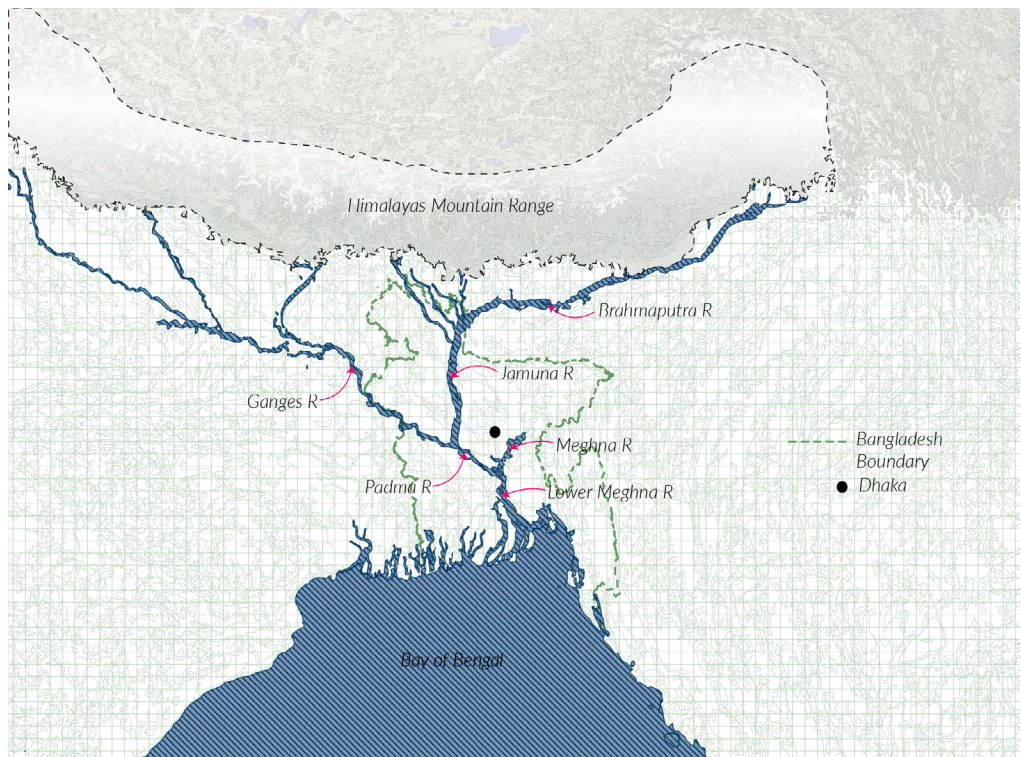 Himalayas Mountain Range
Brahmaputra R
Jamuna R
Ganges R
Meghna R
Padma R
Lower Meghna R
Bangladesh
Boundary
Dhaka
Bay of Bengal